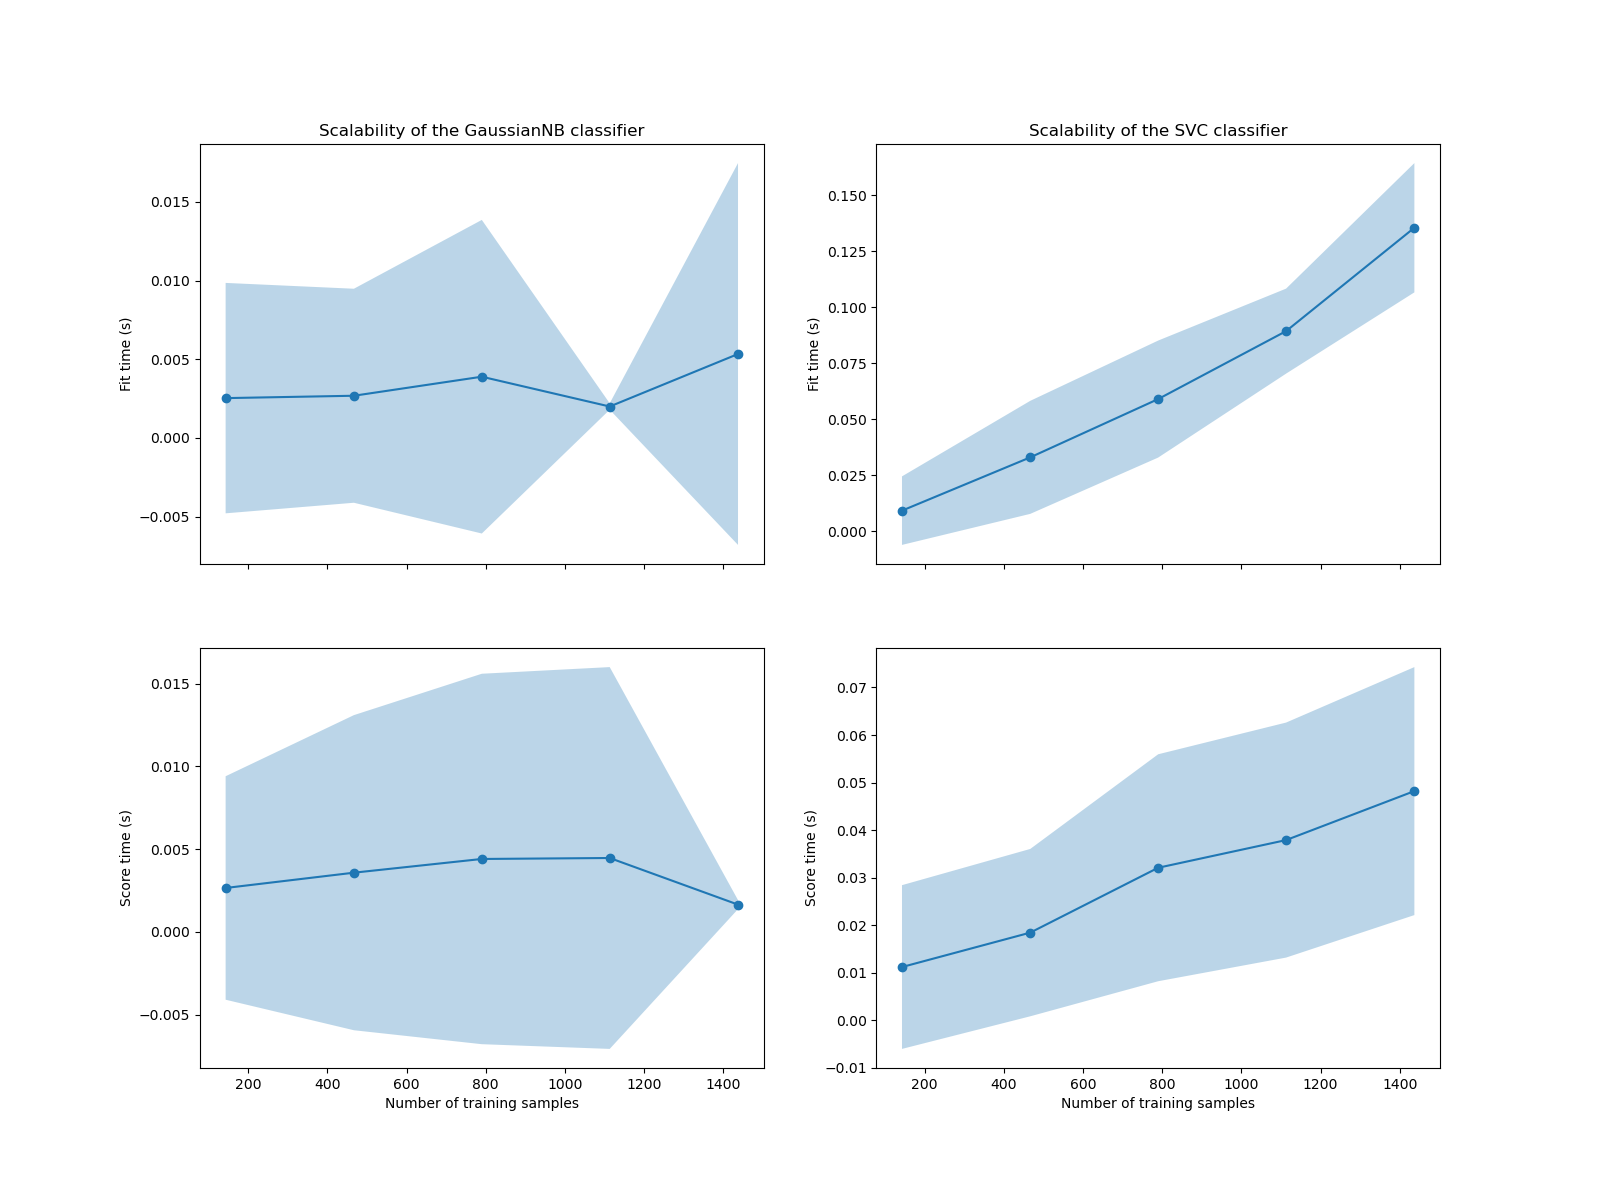 Scalability of the GaussianNB classifier
Fit time (s)
0.015
0.010
0.005
0.000
−0.005
Scalability of the SVC classifier
Fit time (s)
0.150
0.125
0.100
0.075
0.050
0.025
0.000
Score time (s)
0.015
0.010
0.005
0.000
−0.005
200 400 600 800 1000 1200 1400
Number of training samples
Score time (s)
0.07
0.06
0.05
0.04
0.03
0.02
0.01
0.00
−0.01
200 400 600 800 1000 1200 1400
Number of training samples